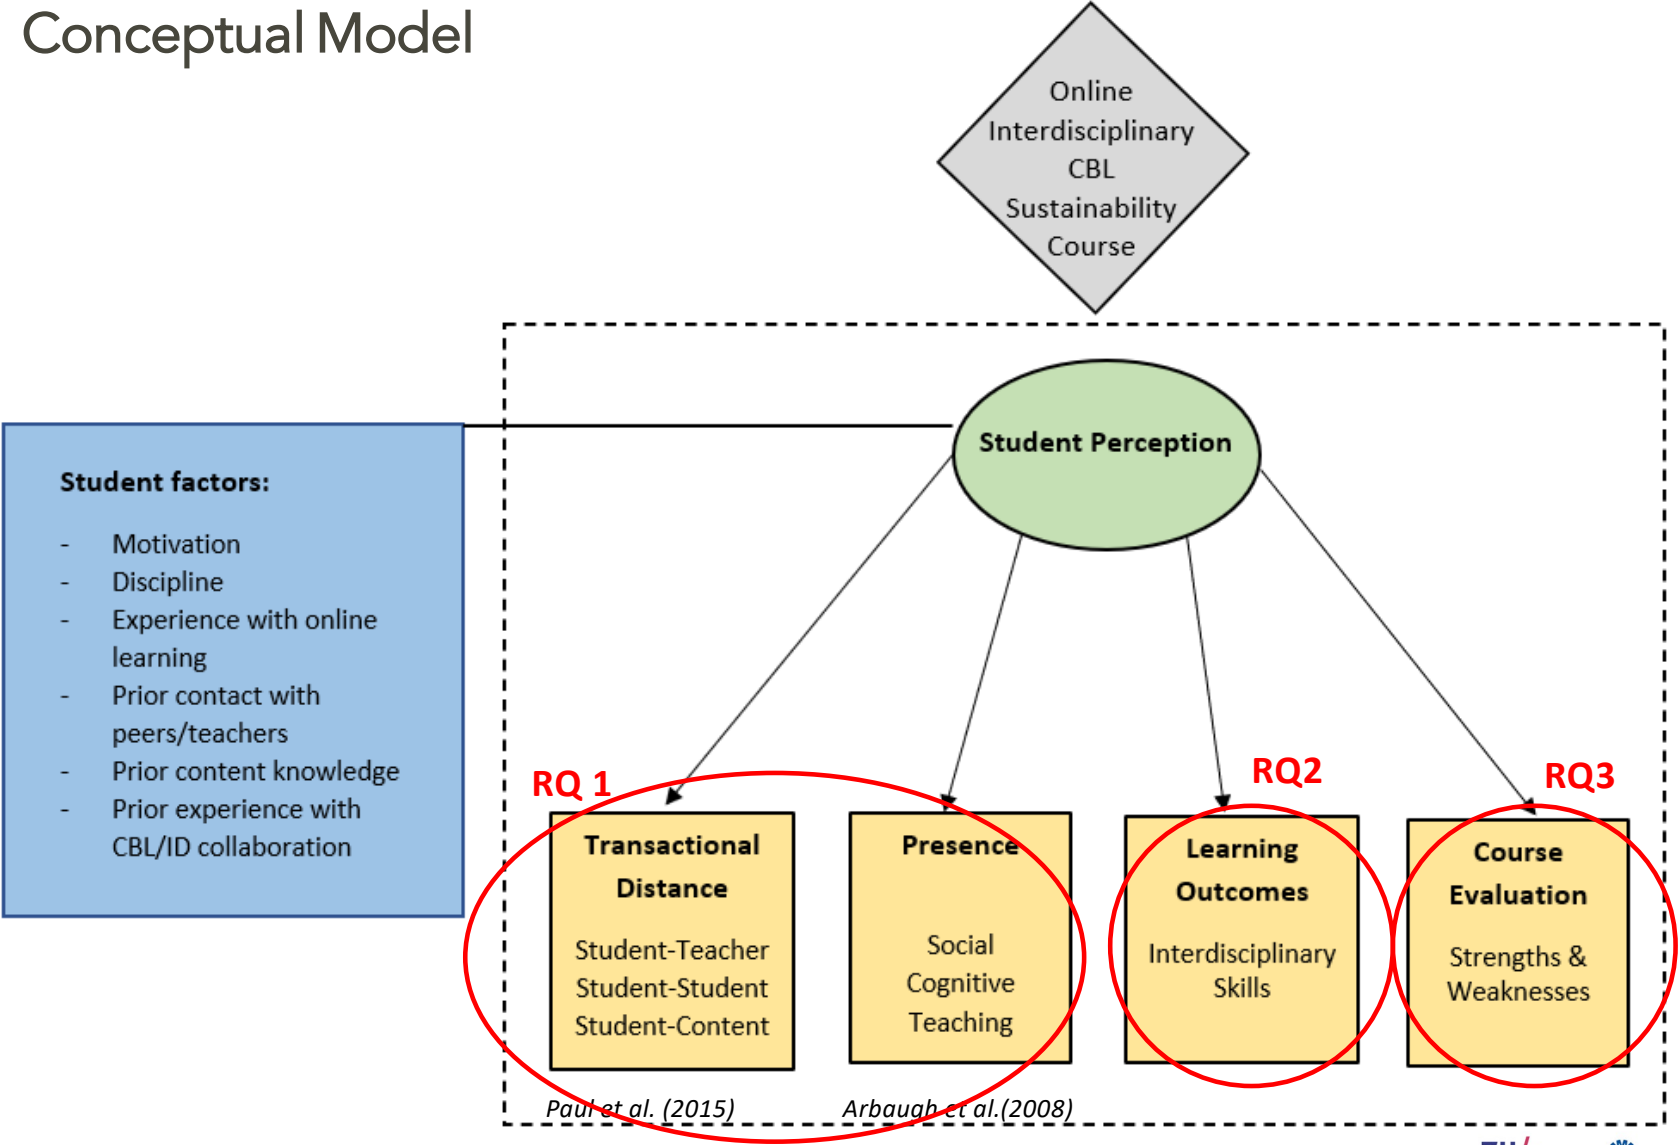 Conceptual Model
Online
Interdisciplinary
CBL
Sustainability
Course
Student Perception
Student factors:
- Motivation
- Discipline
- Experience with online
learning
- Prior contact with
peers/teachers
- Prior content knowledge
- Prior experience with
CBL/ID collaboration
RQ 1
RQ2
RQ3
Transactional
Distance
Student-Teacher
Student-Student
Student-Content
Presence
Social
Cognitive
Teaching
Learning
Outcomes
Interdisciplinary
Skills
Course
Evaluation
Strengths &
Weaknesses
Paul et al. (2015)
Arbaugh et al.(2008)